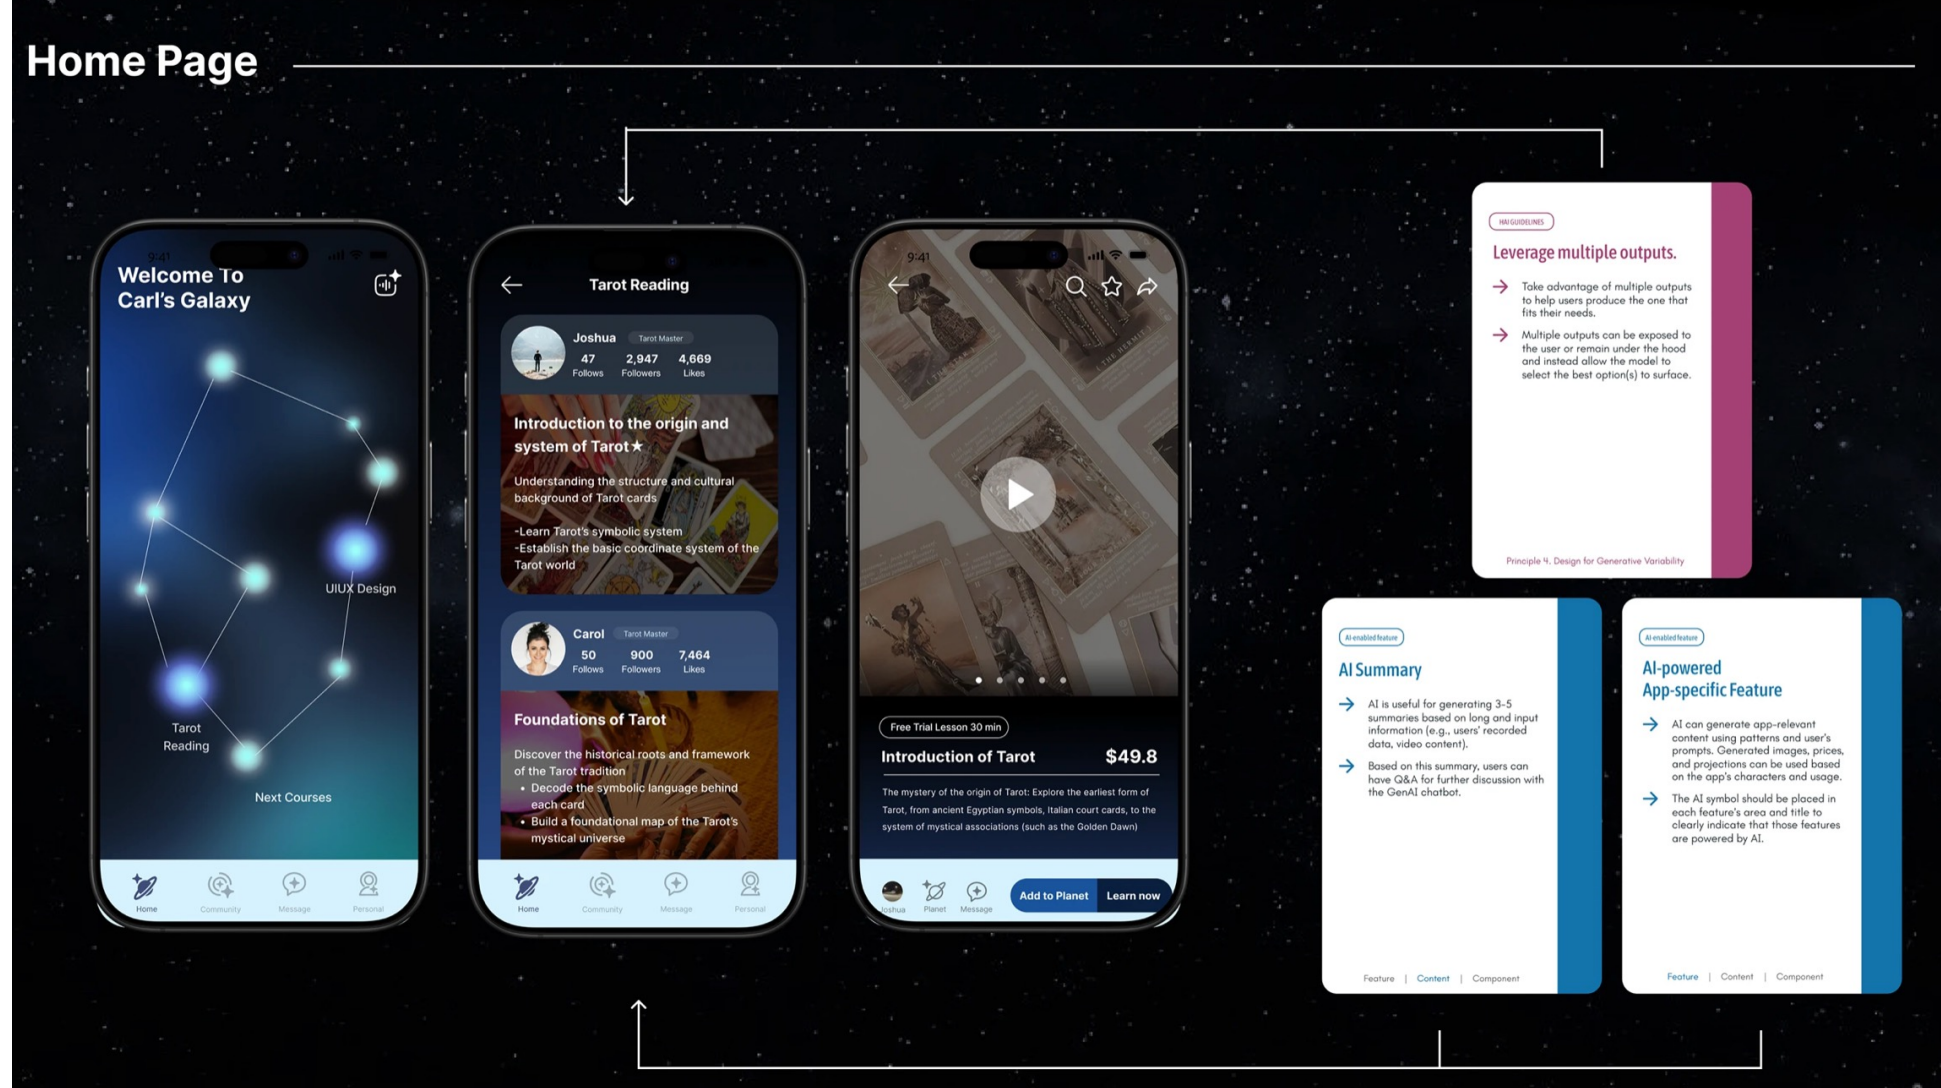 Home Page
9:41
Welcome To
Carl's Galaxy
UIUX Design
Tarot
Reading
Next Courses
Home
Community
Message
Personal
Tarot Reading
Joshua
Tarot Master
47
2,947
4,669
Follows
Followers
Likes
Introduction to the origin and
system of Tarot★
Understanding the structure and cultural
background of Tarot cards
-Learn Tarot's symbolic system
-Establish the basic coordinate system of the
Tarot world
Carol
Tarot Master
50
900
7,464
Follows
Followers
Likes
Foundations of Tarot
Discover the historical roots and framework
of the Tarot tradition
• Decode the symbolic language behind
each card
• Build a foundational map of the Tarot's
mystical universe
Home
Community
Message
Personal
9:41
THE HERMIT
Free Trial Lesson 30 min
Introduction of Tarot
$49.8
The mystery of the origin of Tarot: Explore the earliest form of
Tarot, from ancient Egyptian symbols, Italian court cards, to the
system of mystical associations (such as the Golden Dawn)
Joshua
Planet
Message
Add to Planet
Learn now
HAI GUIDELINES
Leverage multiple outputs.
Take advantage of multiple outputs
to help users produce the one that
fits their needs.
Multiple outputs can be exposed to
the user or remain under the hood
and instead allow the model to
select the best option(s) to surface.
Principle 4. Design for Generative Variability
AI-enabled feature
AI Summary
AI is useful for generating 3-5
summaries based on long and input
information (e.g., users' recorded
data, video content).
Based on this summary, users can
have Q&A for further discussion with
the GenAI chatbot.
Feature | Content | Component
AI-enabled feature
AI-powered
App-specific Feature
AI can generate app-relevant
content using patterns and user's
prompts. Generated images, prices,
and projections can be used based
on the app's characters and usage.
The AI symbol should be placed in
each feature's area and title to
clearly indicate that those features
are powered by AI.
Feature | Content | Component